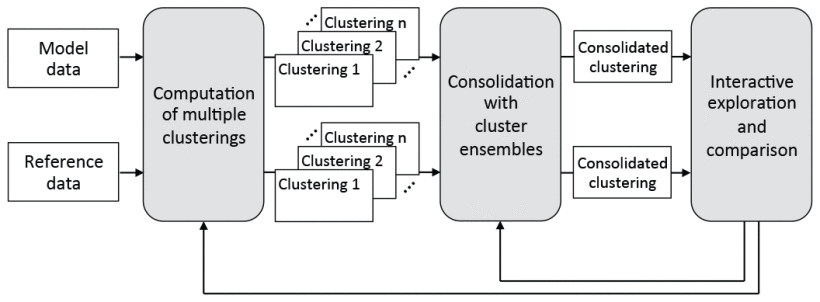 Model
data
Reference
data
Computation
of multiple
clusterings
Clustering n
Clustering 2
Clustering 1
Clustering n
Clustering 2
Clustering 1
Consolidation
with
cluster
ensembles
Consolidated
clustering
Consolidated
clustering
Interactive
exploration
and
comparison